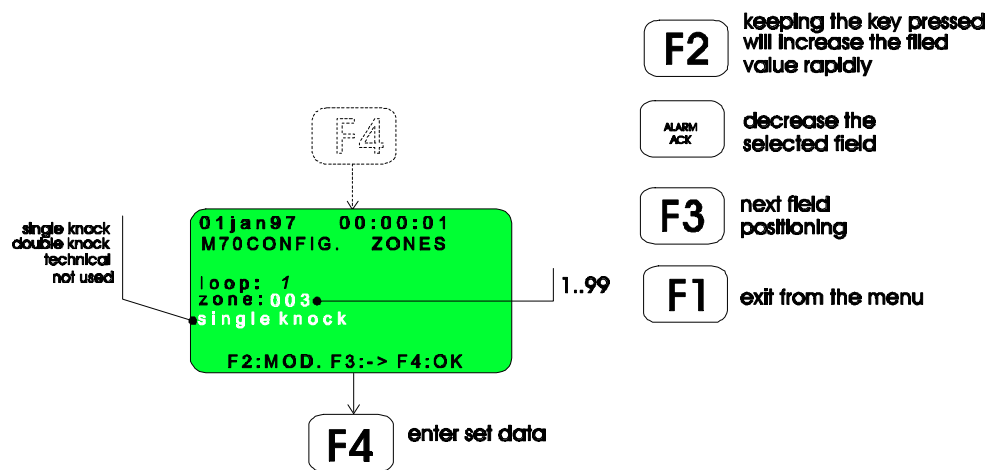 F4
01jan97 00:00:01
M70CONFIG. ZONES
loop: 1
zone:003
single knock
F2:MOD. F3:-> F4:OK
single knock
double knock
technical
not used
1..99
F4
enter set data
F2
keeping the key pressed
will increase the filed
value rapidly
ALARM
ACK
decrease the
selected field
F3
next field
positioning
F1
exit from the menu